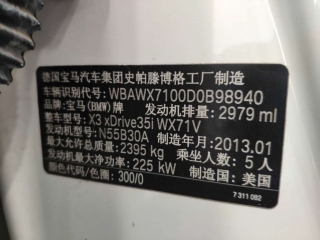 德国宝马汽车集团史帕滕博格工厂制造
车辆识别代号: WBAWX7100D0B98940
品牌: 宝马(BMW)牌 发动机排量: 2979 ml
整车型号: X3 xDrive35i WX71V
发动机型号: N55B30A 制造年月: 2013.01
最大允许总质量: 2395 kg 乘坐人数: 5 人
发动机最大净功率: 225 kW 制造国: 美国
颜色代码/色圈: 300/0
7 311 082